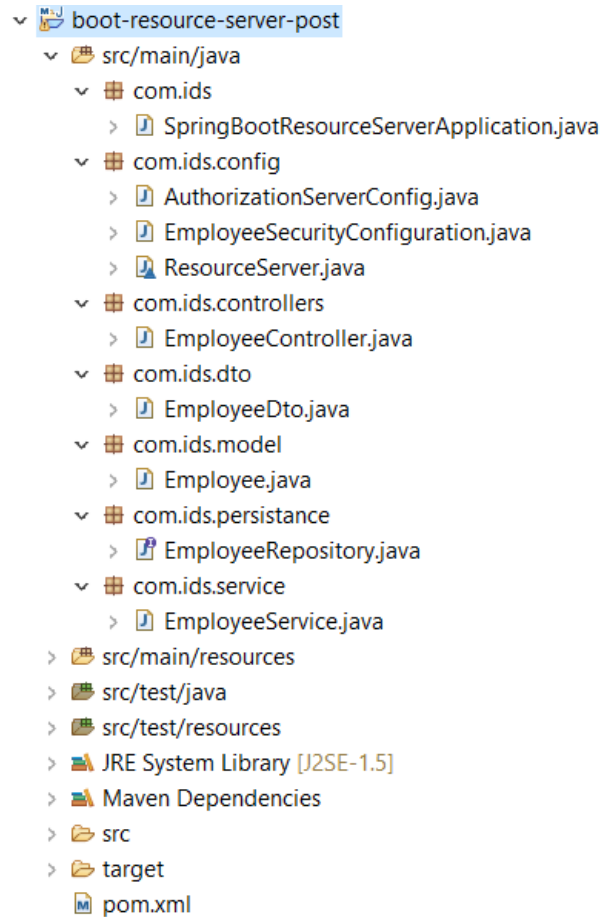 boot-resource-server-post
src/main/java
com.ids
SpringBootResourceServerApplication.java
com.ids.config
AuthorizationServerConfig.java
EmployeeSecurityConfiguration.java
ResourceServer.java
com.ids.controllers
EmployeeController.java
com.ids.dto
EmployeeDto.java
com.ids.model
Employee.java
com.ids.persistance
EmployeeRepository.java
com.ids.service
EmployeeService.java
src/main/resources
src/test/java
src/test/resources
JRE System Library [J2SE-1.5]
Maven Dependencies
src
target
pom.xml